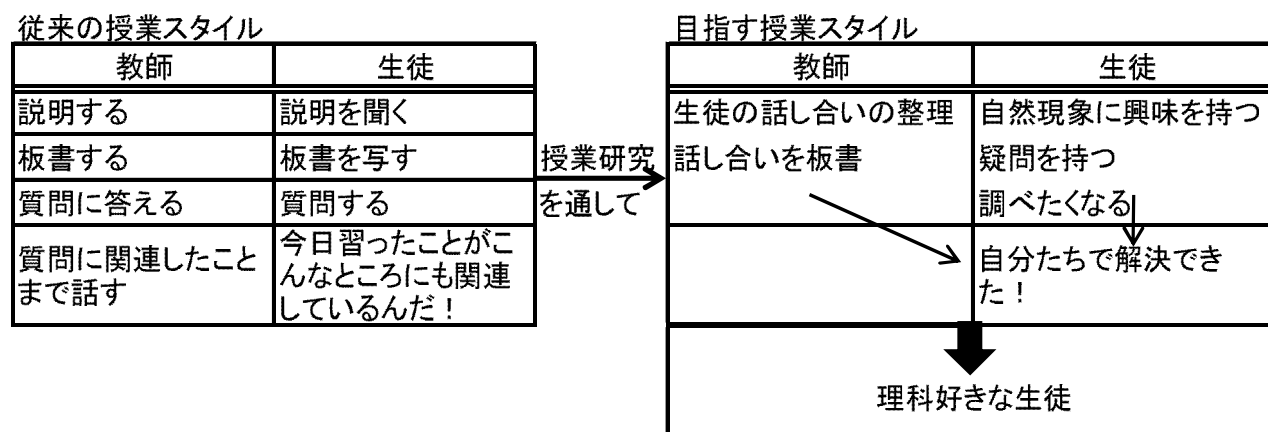 従来の授業スタイル
教師
生徒
説明する
説明を聞く
板書する
板書を写す
質問に答える
質問する
質問に関連したこと
まで話す
今日習ったことがこ
んなところにも関連
しているんだ！
授業研究
を通して
目指す授業スタイル
教師
生徒
生徒の話し合いの整理
話し合いを板書
自然現象に興味を持つ
疑問を持つ
調べたくなる
自分たちで解決でき
た！
理科好きな生徒